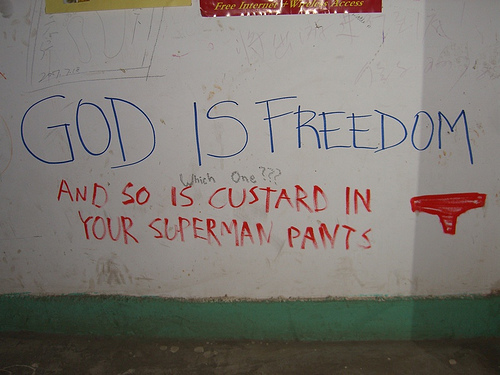 Free Internet + Wireless Access
GOD IS FREEDOM
Which One???
AND SO IS CUSTARD IN
YOUR SUPERMAN PANTS